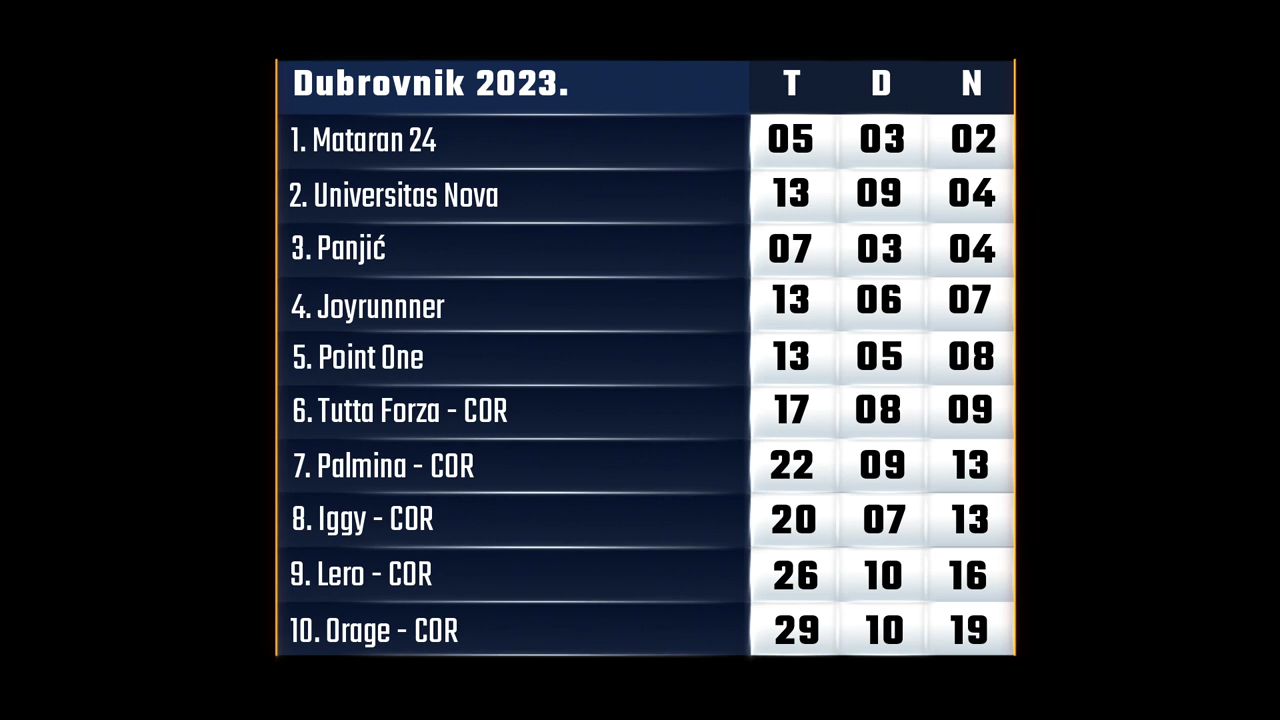 Dubrovnik 2023. T D N
1. Mataran 24 05 03 02
2. Universitas Nova 13 09 04
3. Panjić 07 03 04
4. Joyrunnner 13 06 07
5. Point One 13 05 08
6. Tutta Forza - COR 17 08 09
7. Palmina - COR 22 09 13
8. Iggy - COR 20 07 13
9. Lero - COR 26 10 16
10. Orage - COR 29 10 19